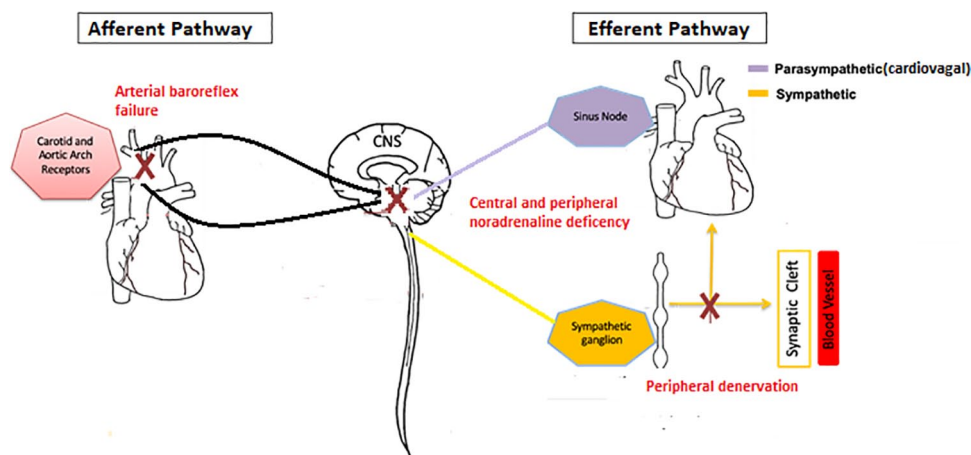 Afferent Pathway
Efferent Pathway
Parasympathetic(cardiovagal)
Sympathetic
Arterial baroreflex
failure
Carotid and
Aortic Arch
Receptors
CNS
Sinus Node
Central and peripheral
noradrenaline deficency
Sympathetic
ganglion
Synaptic Cleft
Blood Vessel
Peripheral denervation